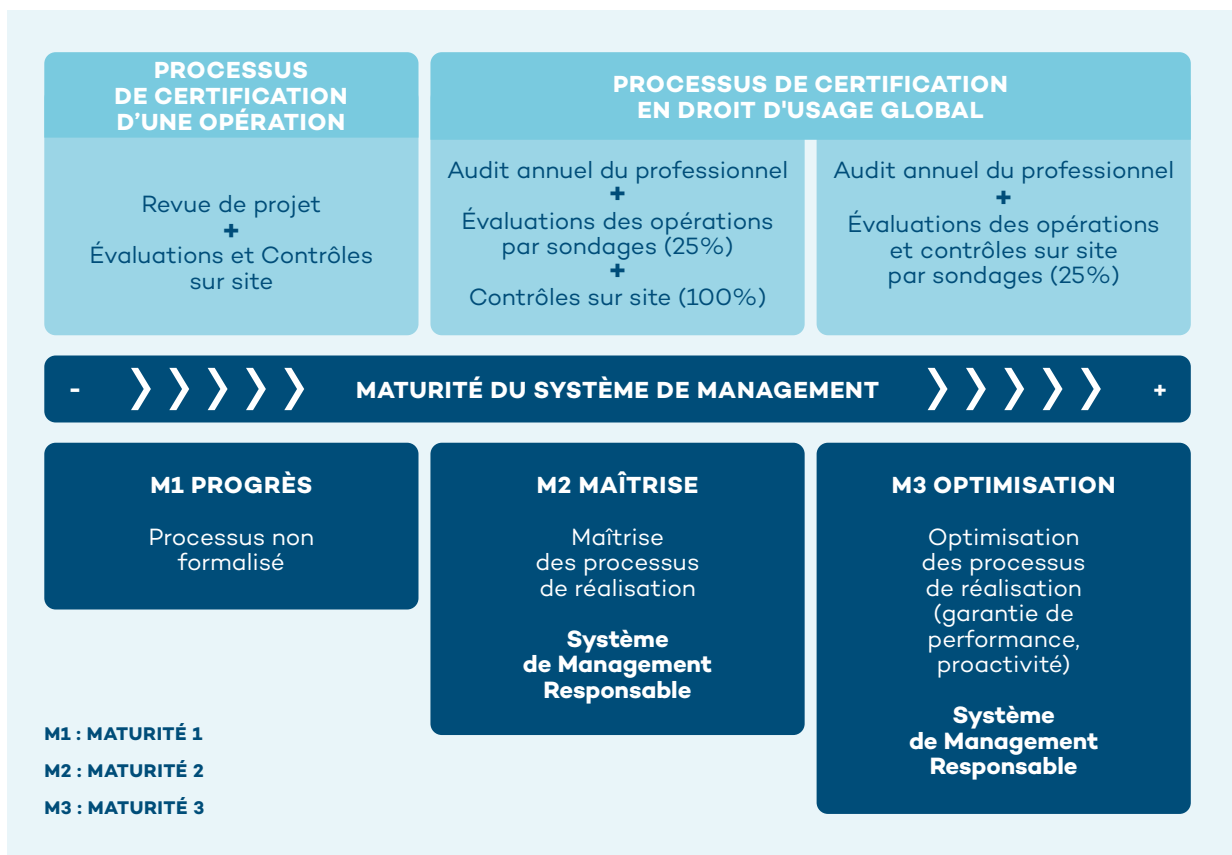 PROCESSUS
DE CERTIFICATION
D’UNE OPÉRATION
Revue de projet
+
Évaluations et Contrôles
sur site
PROCESSUS DE CERTIFICATION
EN DROIT D'USAGE GLOBAL
Audit annuel du professionnel
+
Évaluations des opérations
par sondages (25%)
+
Contrôles sur site (100%)
Audit annuel du professionnel
+
Évaluations des opérations
et contrôles sur site
par sondages (25%)
- MATURITÉ DU SYSTÈME DE MANAGEMENT +
M1 PROGRÈS
Processus non
formalisé
M2 MAÎTRISE
Maîtrise
des processus
de réalisation
Système
de Management
Responsable
M3 OPTIMISATION
Optimisation
des processus
de réalisation
(garantie de
performance,
proactivité)
Système
de Management
Responsable
M1 : MATURITÉ 1
M2 : MATURITÉ 2
M3 : MATURITÉ 3